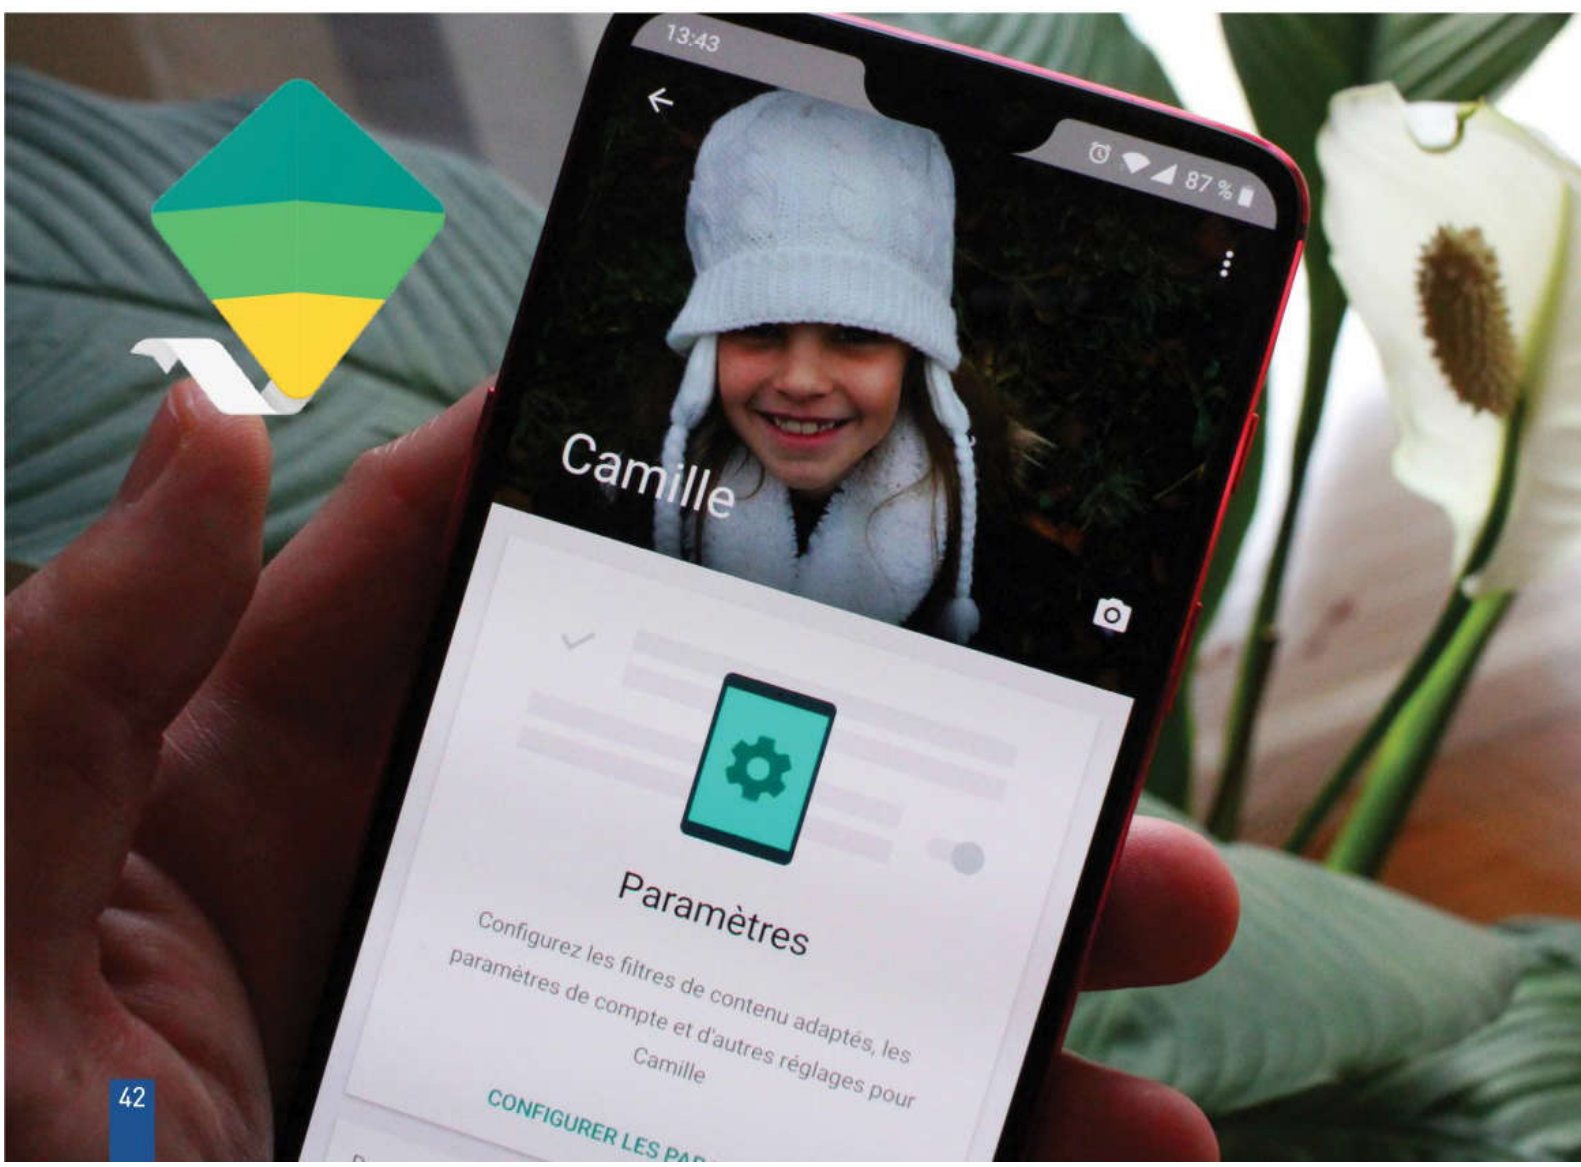 13:43
87 %
Camille
Paramètres
Configurez les filtres de contenu adaptés, les
paramètres de compte et d'autres réglages pour
Camille
CONFIGURER LES
42